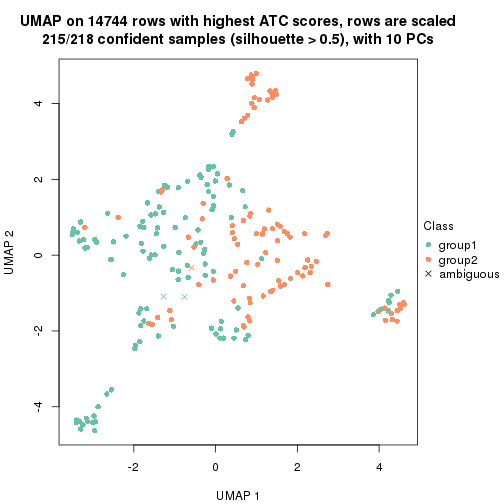 UMAP on 14744 rows with highest ATC scores, rows are scaled
215/218 confident samples (silhouette > 0.5), with 10 PCs
4
2
0
-2
-4
UMAP 2
-2
0
2
4
UMAP 1
Class
group1
group2
ambiguous